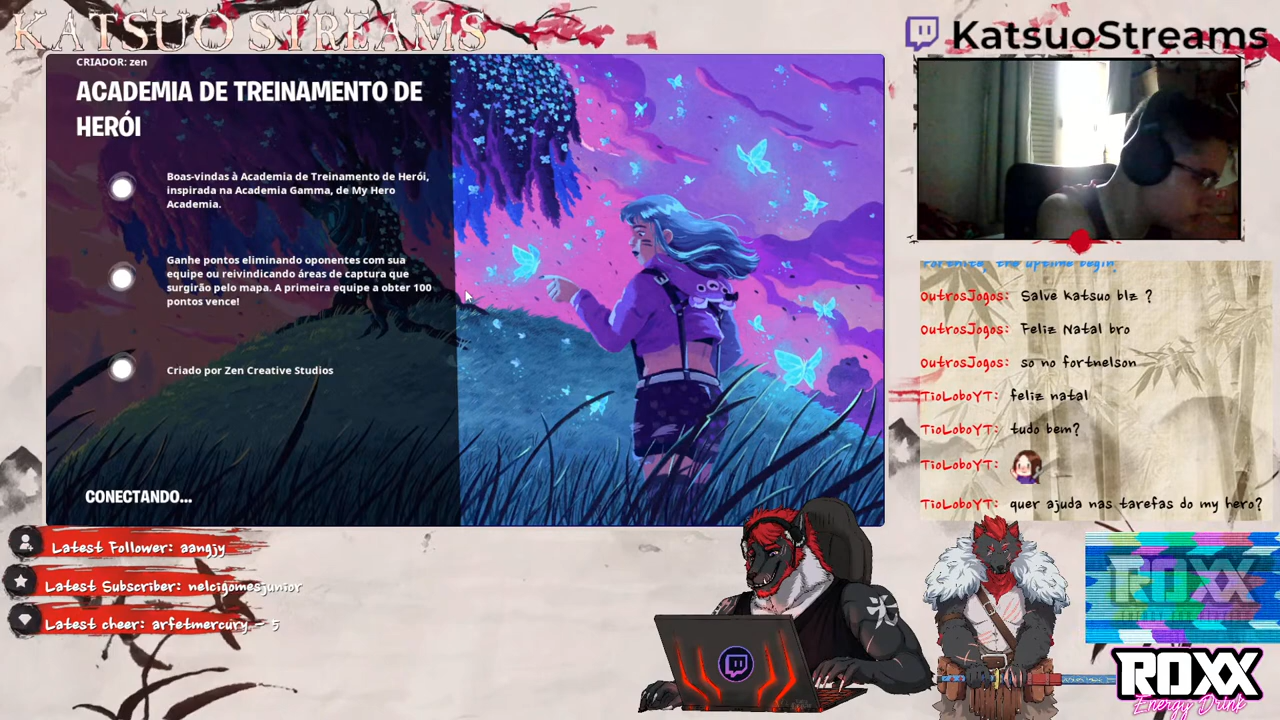 KATSUO STREAMS
KatsuoStreams
CRIADOR: zen
ACADEMIA DE TREINAMENTO DE
HERÓI
Boas-vindas à Academia de Treinamento de Herói,
inspirada na Academia Gamma, de My Hero
Academia.
Ganhe pontos eliminando oponentes com sua
equipe ou reivindicando áreas de captura que
surgirão pelo mapa. A primeira equipe a obter 100
pontos vence!
Criado por Zen Creative Studios
CONECTANDO...
OutrosJogos: Salve Katsuo blz ?
OutrosJogos: Feliz Natal bro
OutrosJogos: so no fortnelson
TioLoboYT: feliz natal
TioLoboYT: tudo bem?
TioLoboYT:
TioLoboYT: quer ajuda nas tarefas do my hero?
Latest Follower: aangjy
Latest Subscriber: nelcigomesjunior
Latest cheer: arfetmercury - 5
ROXX
ROXX
Energy Drink